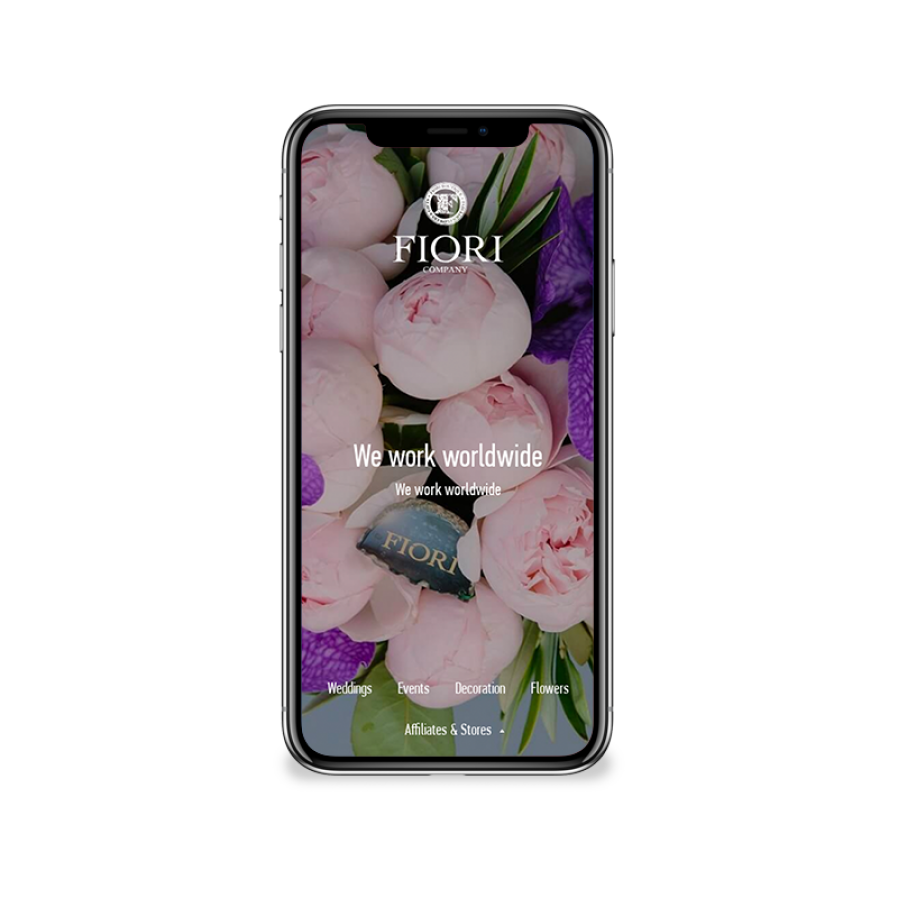 F
FIORI
COMPANY
We work worldwide
We work worldwide
FIORI
Weddings Events Decoration Flowers
Affiliates & Stores